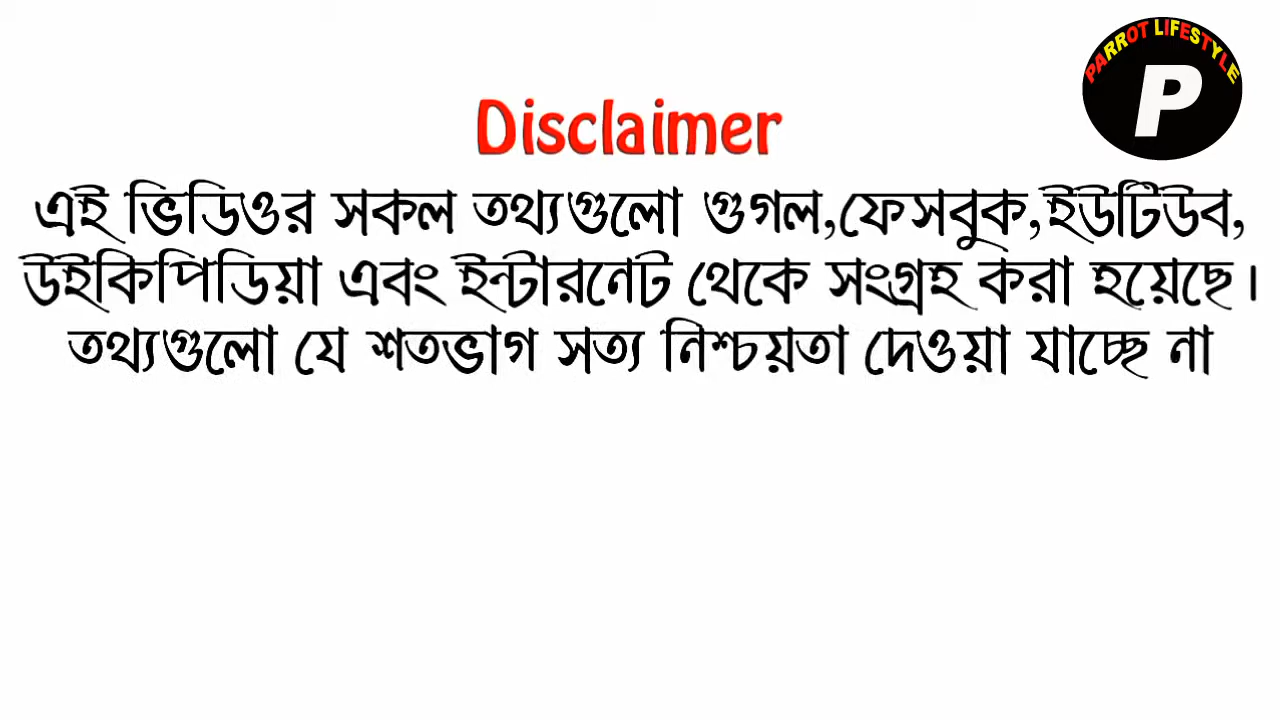 PARROT LIFESTYLE
P
Disclaimer
এই ভিডিওর সকল তথ্যগুলো গুগল,ফেসবুক,ইউটিউব,
উইকিপিডিয়া এবং ইন্টারনেট থেকে সংগ্রহ করা হয়েছে।
তথ্যগুলো যে শতভাগ সত্য নিশ্চয়তা দেওয়া যাচ্ছে না